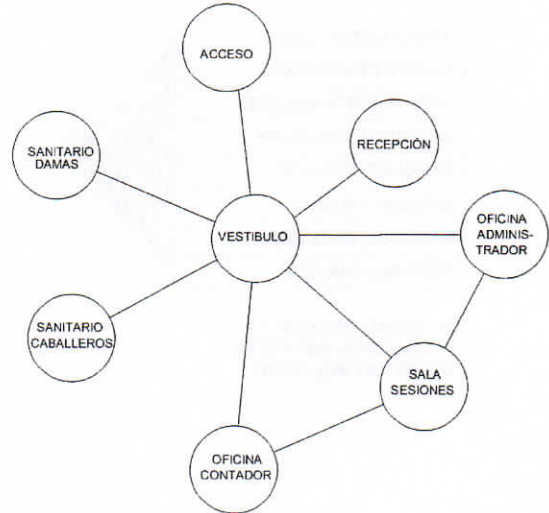 ACCESO
RECEPCIÓN
SANITARIO
DAMAS
VESTIBULO
OFICINA
ADMINIS-
TRADOR
SANITARIO
CABALLEROS
SALA
SESIONES
OFICINA
CONTADOR